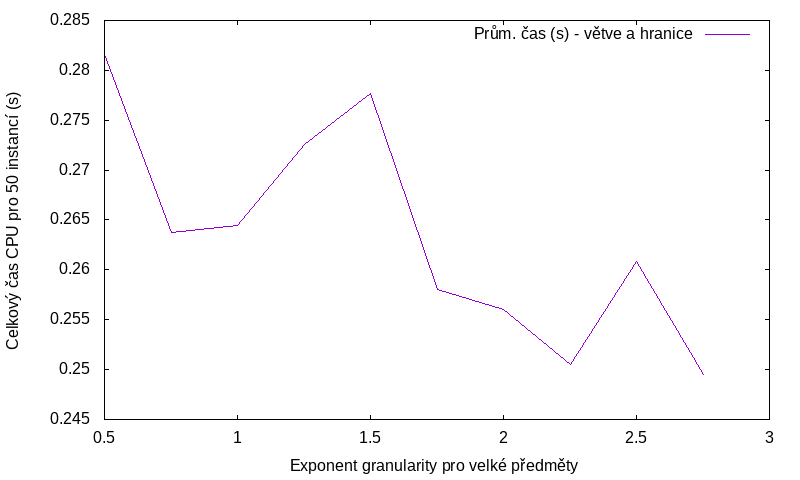 0.285
0.28
0.275
0.27
0.265
0.26
0.255
0.25
0.245
0.5 1 1.5 2 2.5 3
Celkový čas CPU pro 50 instancí (s)
Exponent granularity pro velké předměty
Prům. čas (s) - větve a hranice